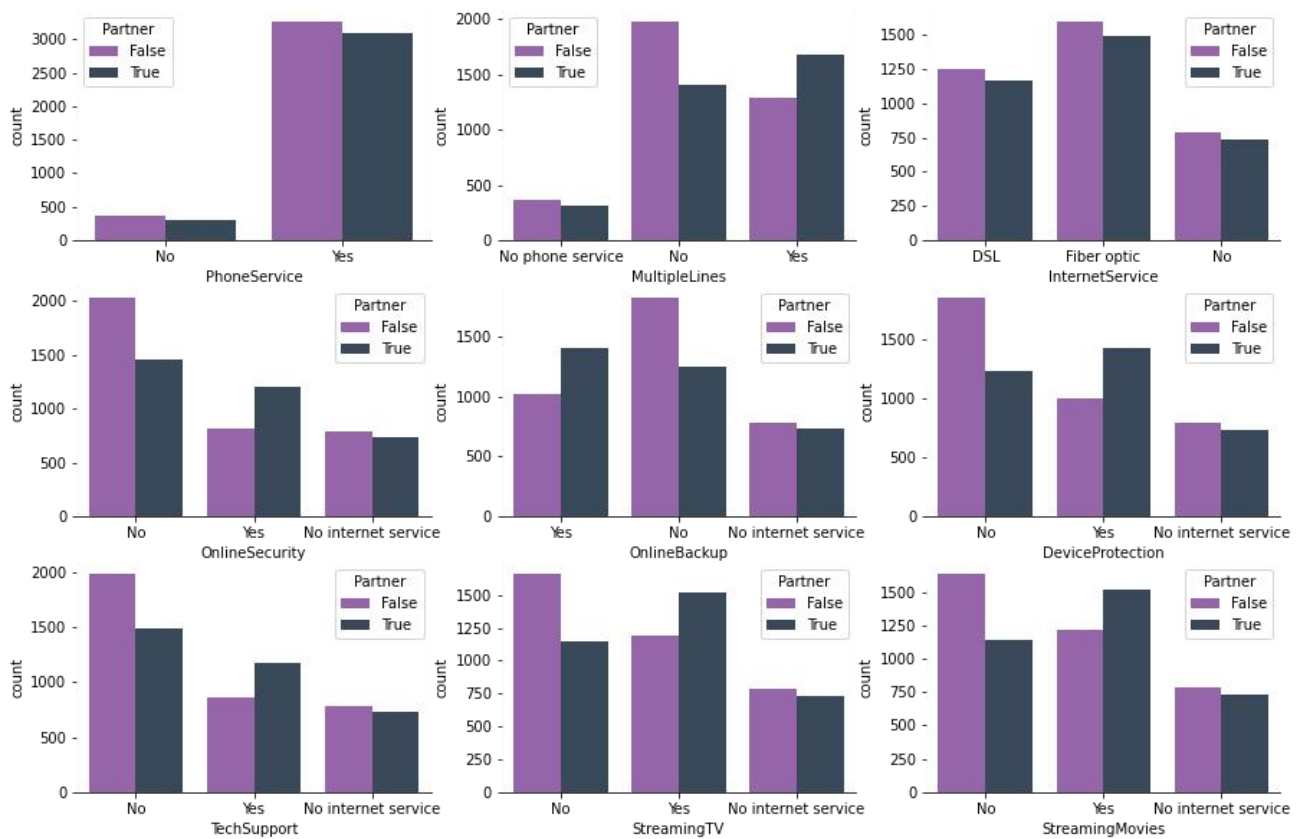 Partner
False
True
3000
2500
2000
1500
1000
500
0
count
No
Yes
PhoneService
Partner
False
True
2000
1500
1000
500
0
count
No phone service
No
Yes
MultipleLines
Partner
False
True
1500
1250
1000
750
500
250
0
count
DSL
Fiber optic
No
InternetService
Partner
False
True
2000
1500
1000
500
0
count
No
Yes
No internet service
OnlineSecurity
Partner
False
True
1500
1000
500
0
count
Yes
No
No internet service
OnlineBackup
Partner
False
True
1500
1000
500
0
count
No
Yes
No internet service
DeviceProtection
Partner
False
True
2000
1500
1000
500
0
count
No
Yes
No internet service
TechSupport
Partner
False
True
1500
1250
1000
750
500
250
0
count
No
Yes
No internet service
StreamingTV
Partner
False
True
1500
1250
1000
750
500
250
0
count
No
Yes
No internet service
StreamingMovies